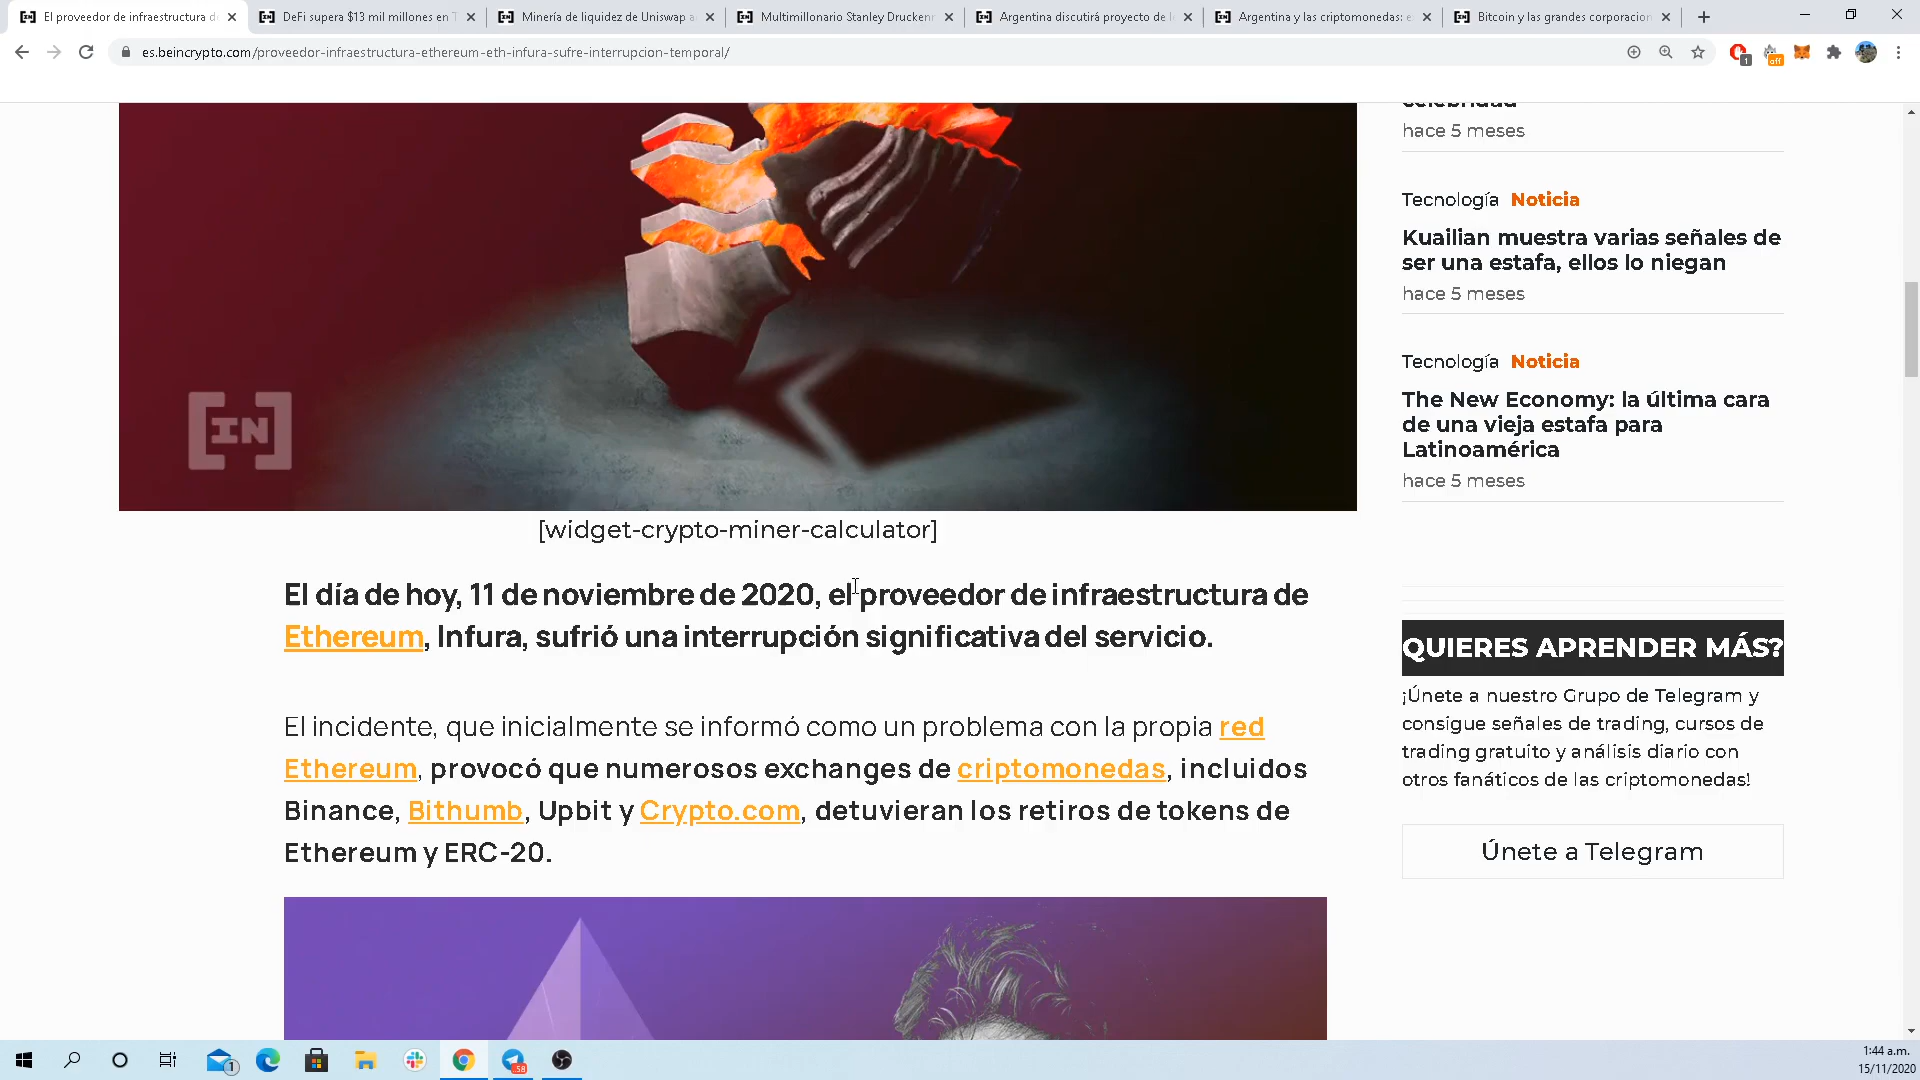 El proveedor de infraestructura d
DeFi supera $13 mil millones en T
Minería de liquidez de Uniswap a
Multimillonario Stanley Druckenm
Argentina discutirá proyecto de l
Argentina y las criptomonedas: e
Bitcoin y las grandes corporacion
es.beincrypto.com/proveedor-infraestructura-ethereum-eth-infura-sufre-interrupcion-temporal/
1
off
IN
[widget-crypto-miner-calculator]
El día de hoy, 11 de noviembre de 2020, el proveedor de infraestructura de
Ethereum, Infura, sufrió una interrupción significativa del servicio.
El incidente, que inicialmente se informó como un problema con la propia red
Ethereum, provocó que numerosos exchanges de criptomonedas, incluidos
Binance, Bithumb, Upbit y Crypto.com, detuvieran los retiros de tokens de
Ethereum y ERC-20.
celebridad
hace 5 meses
Tecnología Noticia
Kuailian muestra varias señales de
ser una estafa, ellos lo niegan
hace 5 meses
Tecnología Noticia
The New Economy: la última cara
de una vieja estafa para
Latinoamérica
hace 5 meses
QUIERES APRENDER MÁS?
¡Únete a nuestro Grupo de Telegram y
consigue señales de trading, cursos de
trading gratuito y análisis diario con
otros fanáticos de las criptomonedas!
Únete a Telegram
1
58
1:44 a.m.
15/11/2020